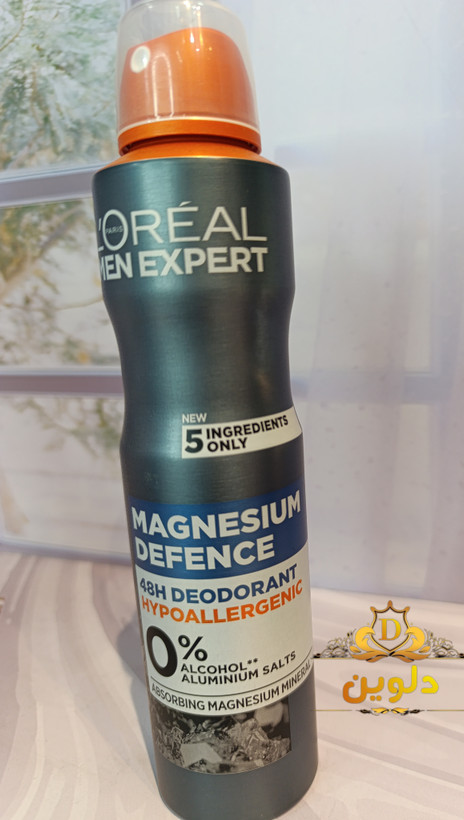 L'ORÉAL
PARIS
MEN EXPERT
NEW
5 INGREDIENTS
ONLY
MAGNESIUM
DEFENCE
48H DEODORANT
HYPOALLERGENIC
0%
ALCOHOL**
ALUMINIUM SALTS
ABSORBING MAGNESIUM MINERAL
D
دلوین